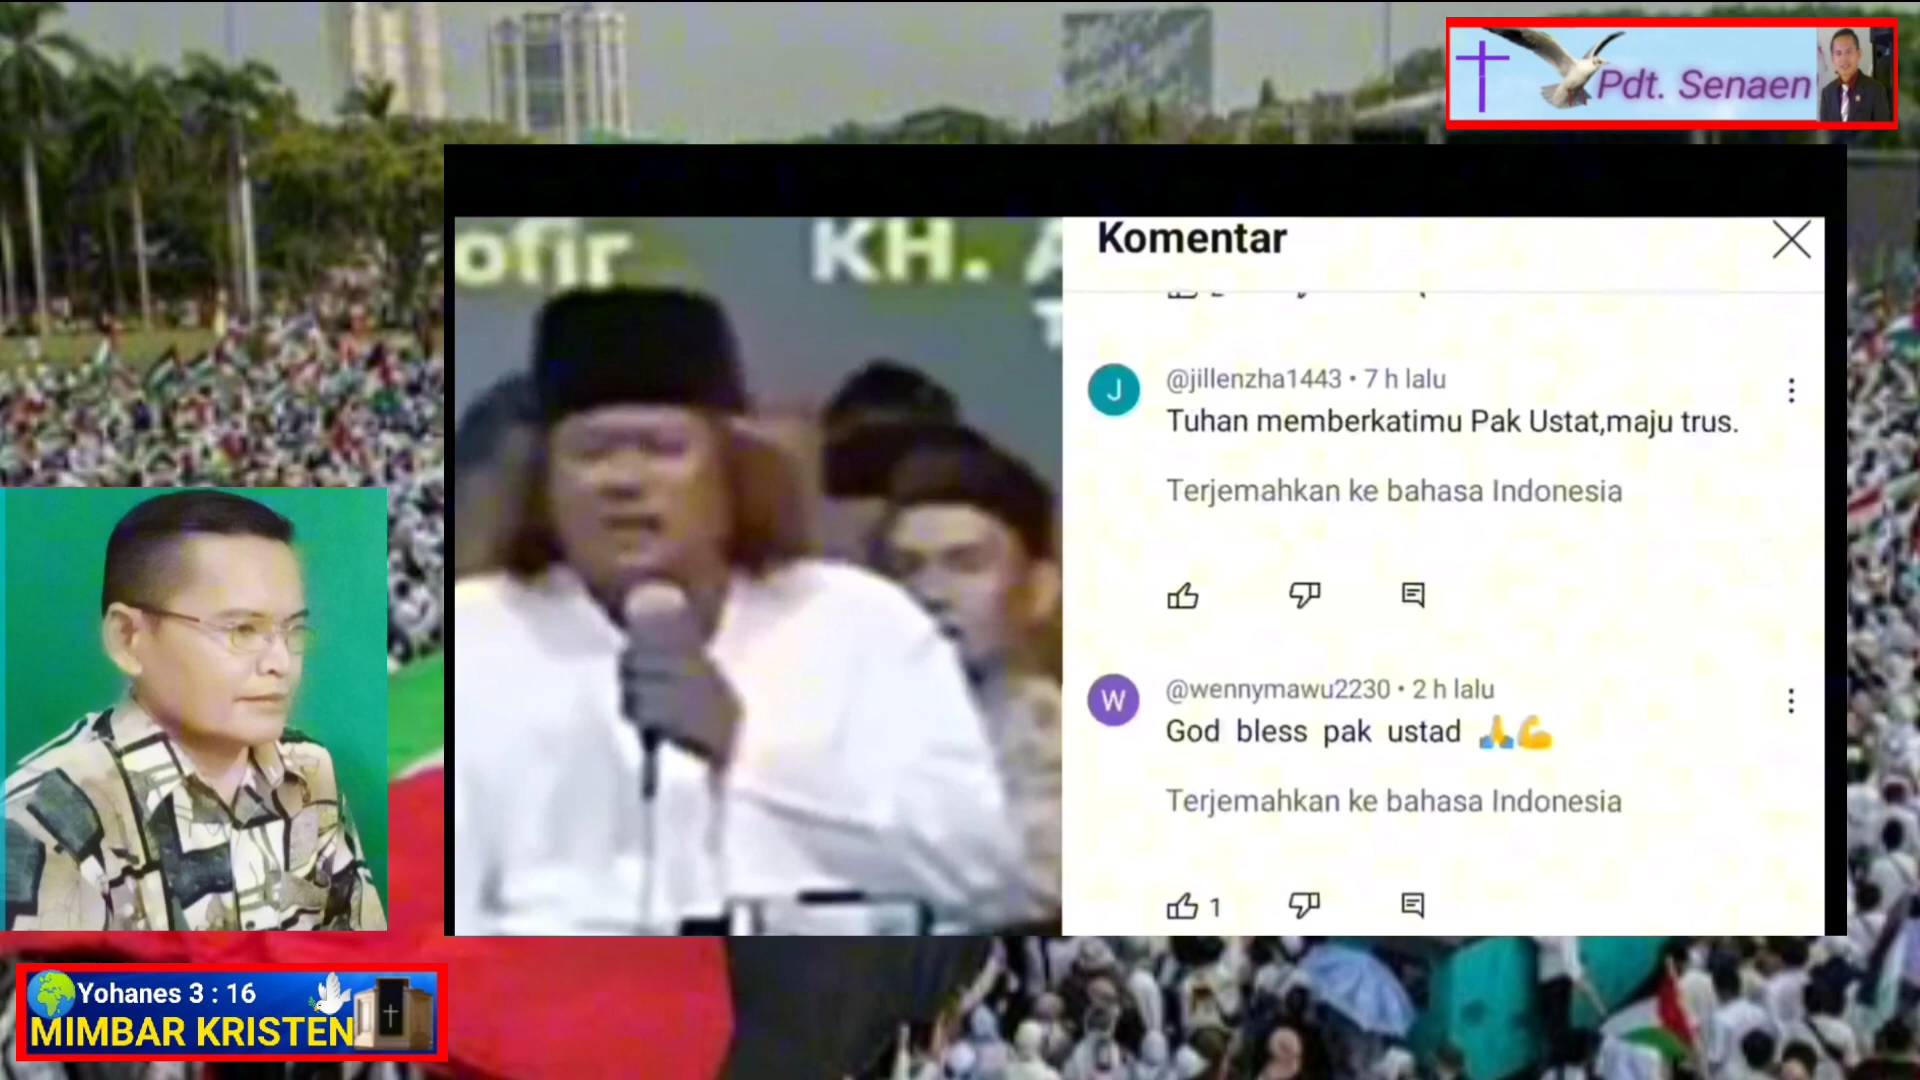 Pdt. Senaen
ofir KH. A
Komentar
@jillenzha1443 • 7 h lalu
Tuhan memberkatimu Pak Ustat,maju trus.
Terjemahkan ke bahasa Indonesia
@wennymawu2230 • 2 h lalu
God bless pak ustad 🙏💪
Terjemahkan ke bahasa Indonesia
1
Yohanes 3 : 16
MIMBAR KRISTEN